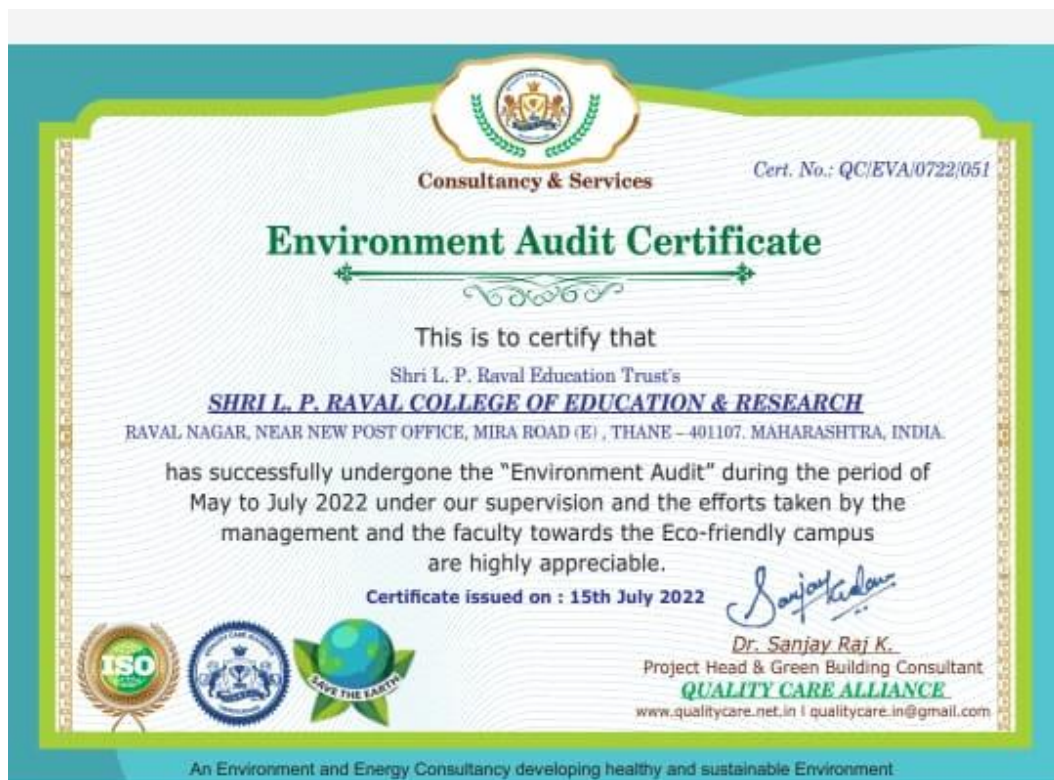 Consultancy & Services
Cert. No.: QC/EVA/0722/051
Environment Audit Certificate
This is to certify that
Shri L. P. Raval Education Trust's
SHRI L. P. RAVAL COLLEGE OF EDUCATION & RESEARCH
RAVAL NAGAR, NEAR NEW POST OFFICE, MIRA ROAD (E) , THANE – 401107. MAHARASHTRA, INDIA.
has successfully undergone the "Environment Audit" during the period of
May to July 2022 under our supervision and the efforts taken by the
management and the faculty towards the Eco-friendly campus
are highly appreciable.
Certificate issued on : 15th July 2022
ISO
QUALITY CARE ALLIANCE
SAVE THE EARTH
Dr. Sanjay Raj K.
Project Head & Green Building Consultant
QUALITY CARE ALLIANCE
www.qualitycare.net.in I qualitycare.in@gmail.com
An Environment and Energy Consultancy developing healthy and sustainable Environment